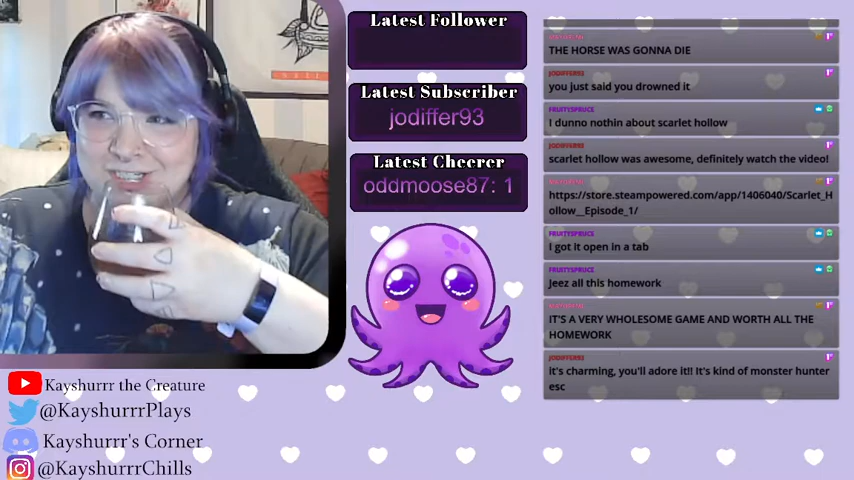 Latest Follower
Latest Subscriber
jodiffer93
Latest Cheerer
oddmoose87: 1
THE HORSE WAS GONNA DIE
JODIFFER93
you just said you drowned it
FRUITYSPRUCE
I dunno nothin about scarlet hollow
JODIFFER93
scarlet hollow was awesome, definitely watch the video!
https://store.steampowered.com/app/1406040/Scarlet_H
ollow__Episode_1/
FRUITYSPRUCE
I got it open in a tab
FRUITYSPRUCE
Jeez all this homework
IT'S A VERY WHOLESOME GAME AND WORTH ALL THE
HOMEWORK
JODIFFER93
it's charming, you'll adore it!! It's kind of monster hunter
esc
Kayshurrr the Creature
@KayshurrrPlays
Kayshurrr's Corner
@KayshurrrChills